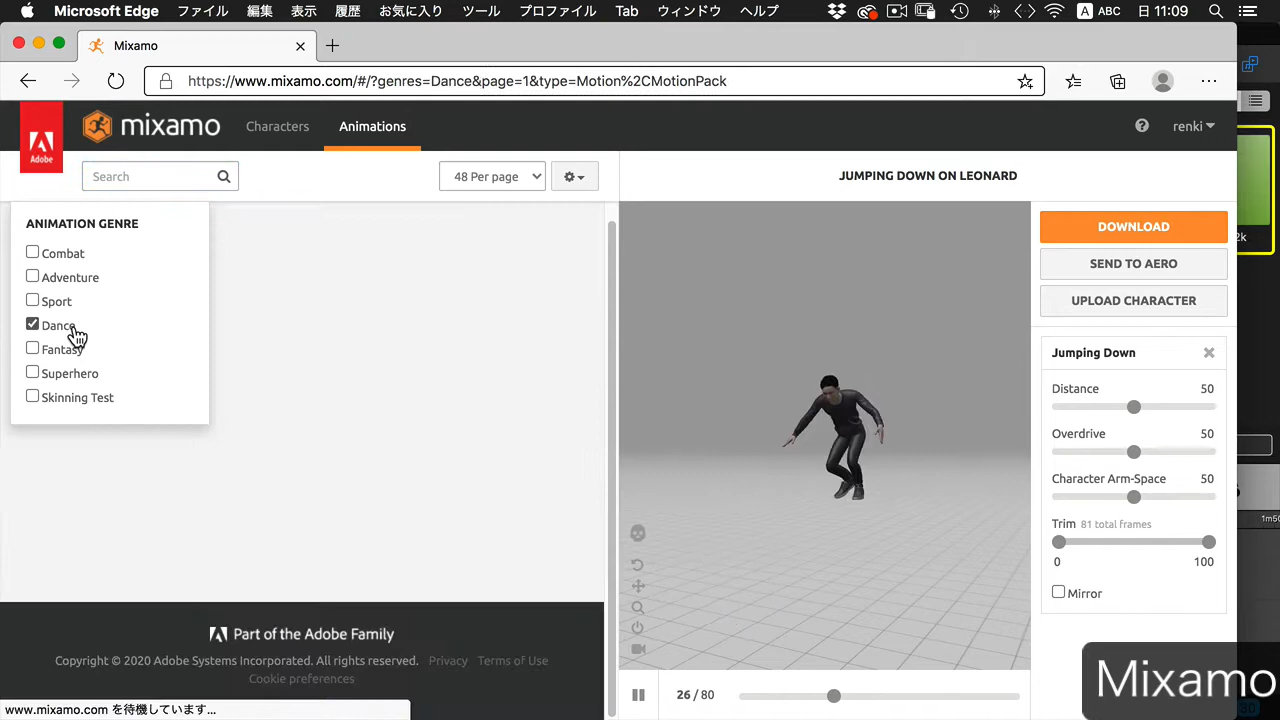 Microsoft Edge ファイル 編集 表示 履歴 お気に入り ツール プロファイル Tab ウィンドウ ヘルプ A ABC 日 11:09
Mixamo
https://www.mixamo.com/#/?genres=Dance&page=1&type=Motion%2CMotionPack
Adobe
mixamo Characters Animations
renki
Search
48 Per page
JUMPING DOWN ON LEONARD
ANIMATION GENRE
Combat
Adventure
Sport
Dance
Fantasy
Superhero
Skinning Test
DOWNLOAD
SEND TO AERO
UPLOAD CHARACTER
Jumping Down
Distance 50
Overdrive 50
Character Arm-Space 50
Trim 81 total frames
0 100
Mirror
26 / 80
Part of the Adobe Family
Copyright © 2020 Adobe Systems Incorporated. All rights reserved. Privacy Terms of Use
Cookie preferences
www.mixamo.com を待機しています...
Mixamo
2k